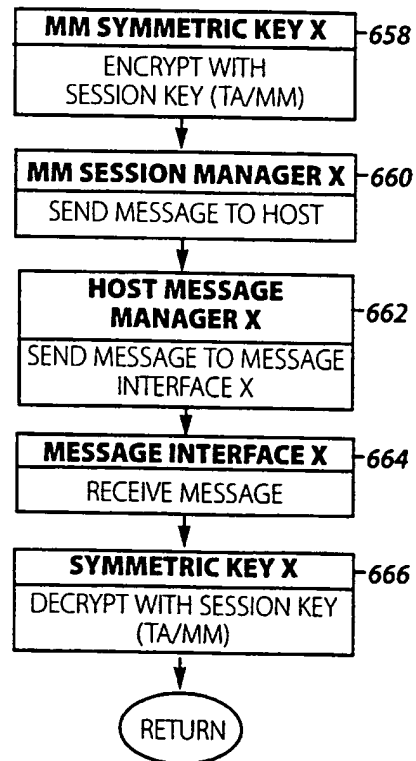 MM SYMMETRIC KEY X
658
ENCRYPT WITH
SESSION KEY (TA/MM)
MM SESSION MANAGER X
660
SEND MESSAGE TO HOST
HOST MESSAGE
MANAGER X
662
SEND MESSAGE TO MESSAGE
INTERFACE X
MESSAGE INTERFACE X
664
RECEIVE MESSAGE
SYMMETRIC KEY X
666
DECRYPT WITH SESSION KEY
(TA/MM)
RETURN